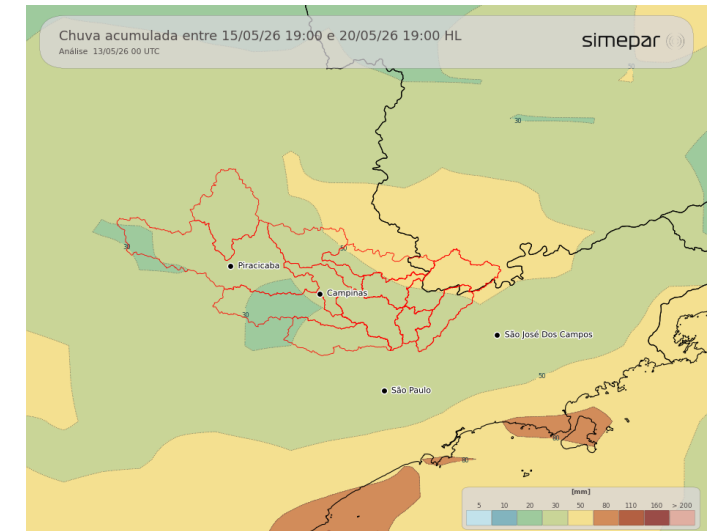 Chuva acumulada entre 15/05/26 19:00 e 20/05/26 19:00 HL
Análise 13/05/26 00 UTC
simepar
50
30
50
30
Piracicaba
Campinas
30
São José Dos Campos
50
São Paulo
80
80
[mm]
5 10 20 30 50 80 110 160 > 200